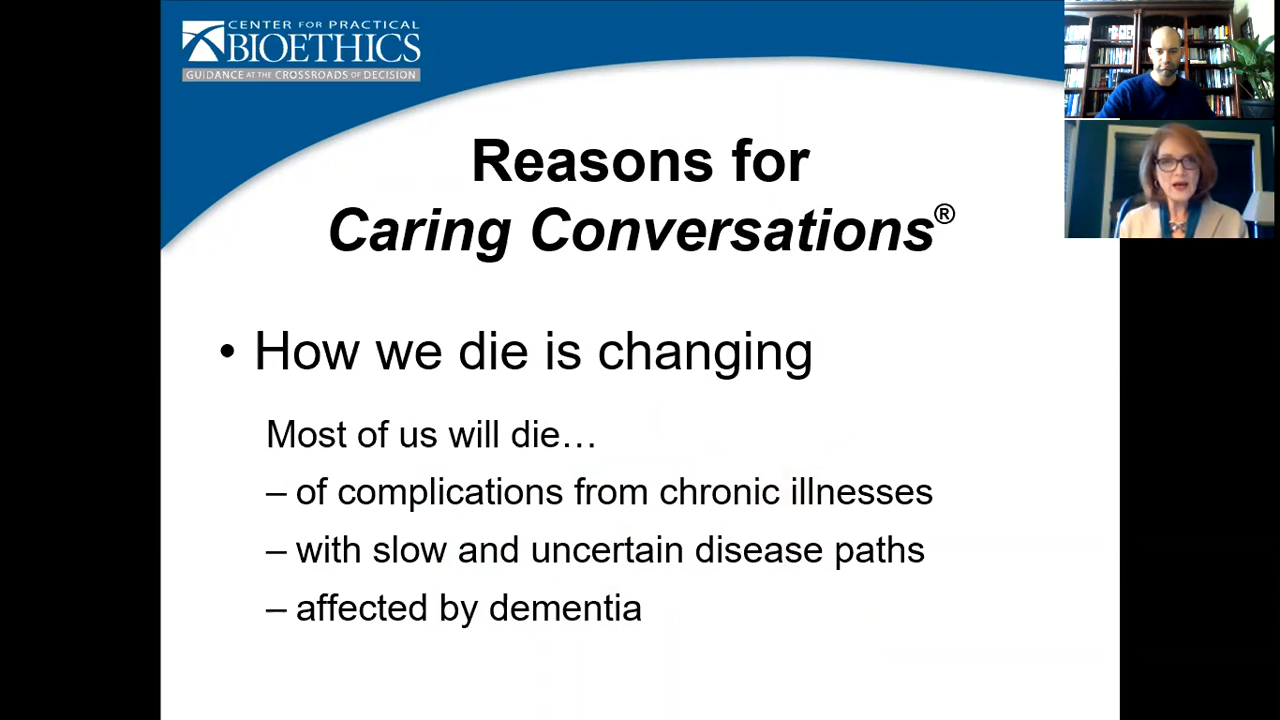 CENTER FOR PRACTICAL
BIOETHICS
GUIDANCE AT THE CROSSROADS OF DECISION
Reasons for
Caring Conversations®
• How we die is changing
Most of us will die…
– of complications from chronic illnesses
– with slow and uncertain disease paths
– affected by dementia